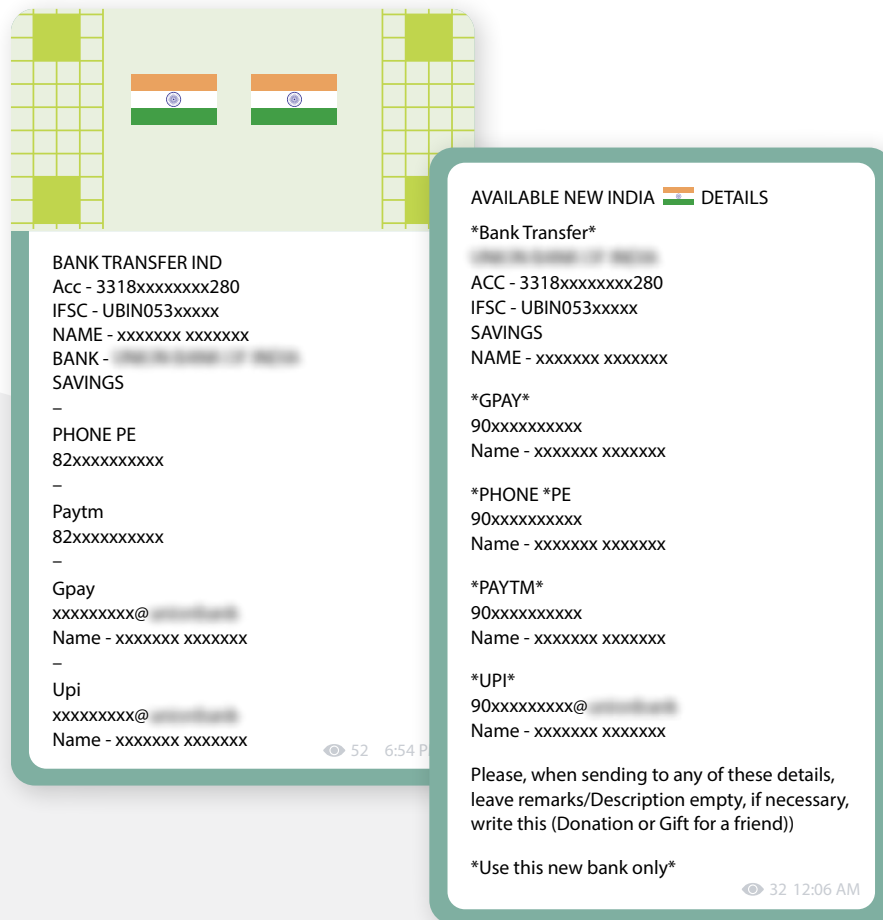 BANK TRANSFER IND
Acc - 3318xxxxxxxx280
IFSC - UBIN053xxxxx
NAME - xxxxxxx xxxxxxx
BANK -
SAVINGS
–
PHONE PE
82xxxxxxxxxx
–
Paytm
82xxxxxxxxxx
–
Gpay
xxxxxxxxx@
Name - xxxxxxx xxxxxxx
–
Upi
xxxxxxxxx@
Name - xxxxxxx xxxxxxx
52 6:54 P
AVAILABLE NEW INDIA DETAILS
*Bank Transfer*
ACC - 3318xxxxxxxx280
IFSC - UBIN053xxxxx
SAVINGS
NAME - xxxxxxx xxxxxxx
*GPAY*
90xxxxxxxxxx
Name - xxxxxxx xxxxxxx
*PHONE *PE
90xxxxxxxxxx
Name - xxxxxxx xxxxxxx
*PAYTM*
90xxxxxxxxxx
Name - xxxxxxx xxxxxxx
*UPI*
90xxxxxxxxx@
Name - xxxxxxx xxxxxxx
Please, when sending to any of these details,
leave remarks/Description empty, if necessary,
write this (Donation or Gift for a friend))
*Use this new bank only*
32 12:06 AM